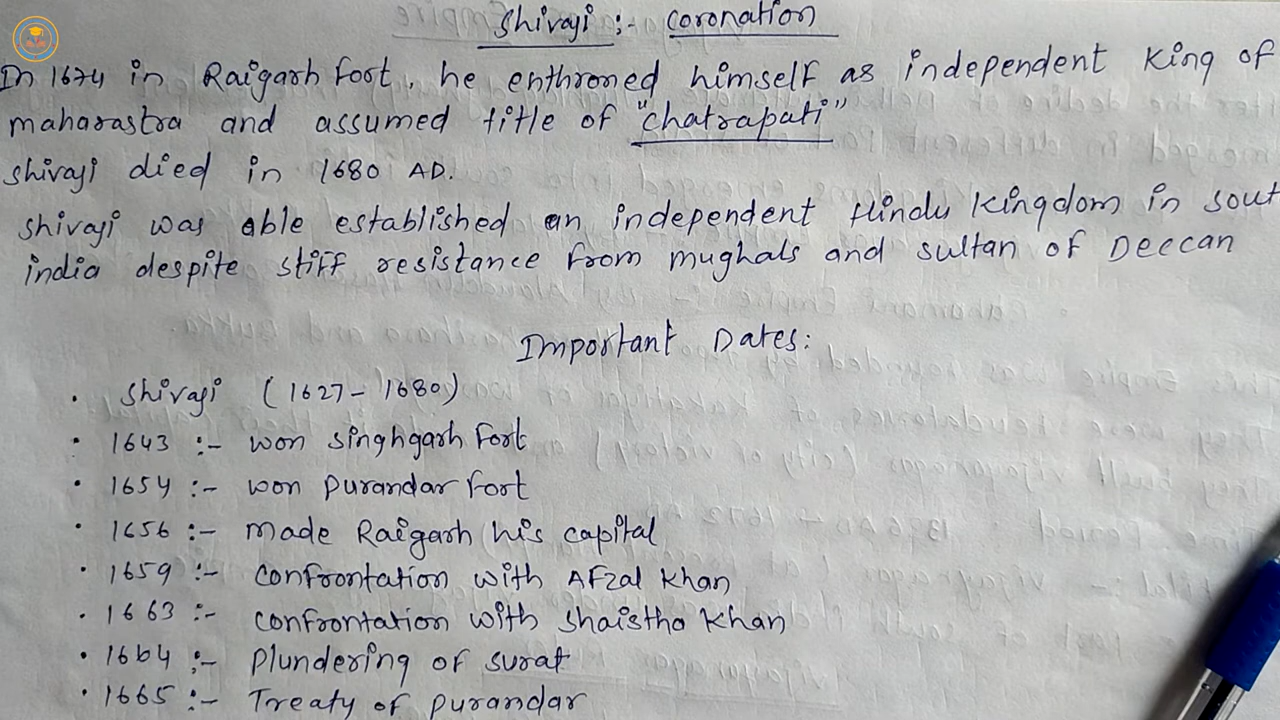 Shivaji :- Coronation
In 1674 in Raigarh Fort, he enthroned himself as independent King of
maharastra and assumed title of "chatrapati"
Shivaji died in 1680 AD.
Shivaji was able established an independent Hindu Kingdom in sout
india despite stiff resistance from mughals and sultan of Deccan
Important Dates:
• Shivaji (1627 - 1680)
• 1643 :- won Singhgarh Fort
• 1654 :- won Purandar Fort
• 1656 :- made Raigarh his capital
• 1659 :- Confrontation with Afzal Khan
• 1663 :- Confrontation with Shaistha Khan
• 1664 :- Plundering of surat
• 1665 :- Treaty of Purandar